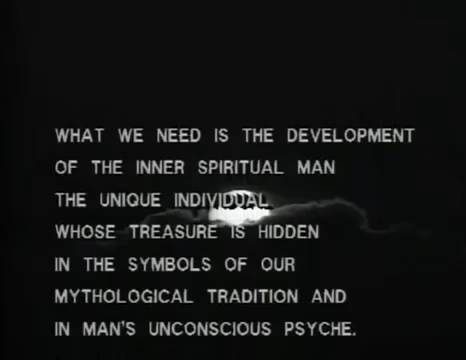 WHAT WE NEED IS THE DEVELOPMENT
OF THE INNER SPIRITUAL MAN
THE UNIQUE INDIVIDUAL
WHOSE TREASURE IS HIDDEN
IN THE SYMBOLS OF OUR
MYTHOLOGICAL TRADITION AND
IN MAN'S UNCONSCIOUS PSYCHE.